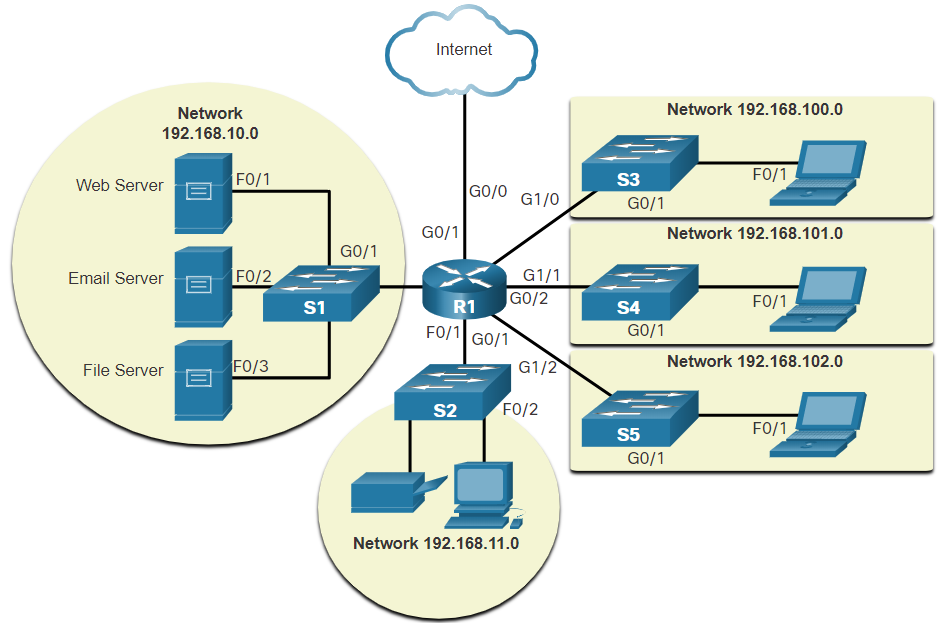 Internet
Network
192.168.10.0
Web Server
F0/1
Email Server
F0/2
File Server
F0/3
G0/1
S1
G0/0
G0/1
G1/0
G1/1
G0/2
R1
F0/1
G0/1
G1/2
S2
F0/2
Network 192.168.11.0
Network 192.168.100.0
S3
G0/1
F0/1
Network 192.168.101.0
S4
G0/1
F0/1
Network 192.168.102.0
S5
G0/1
F0/1